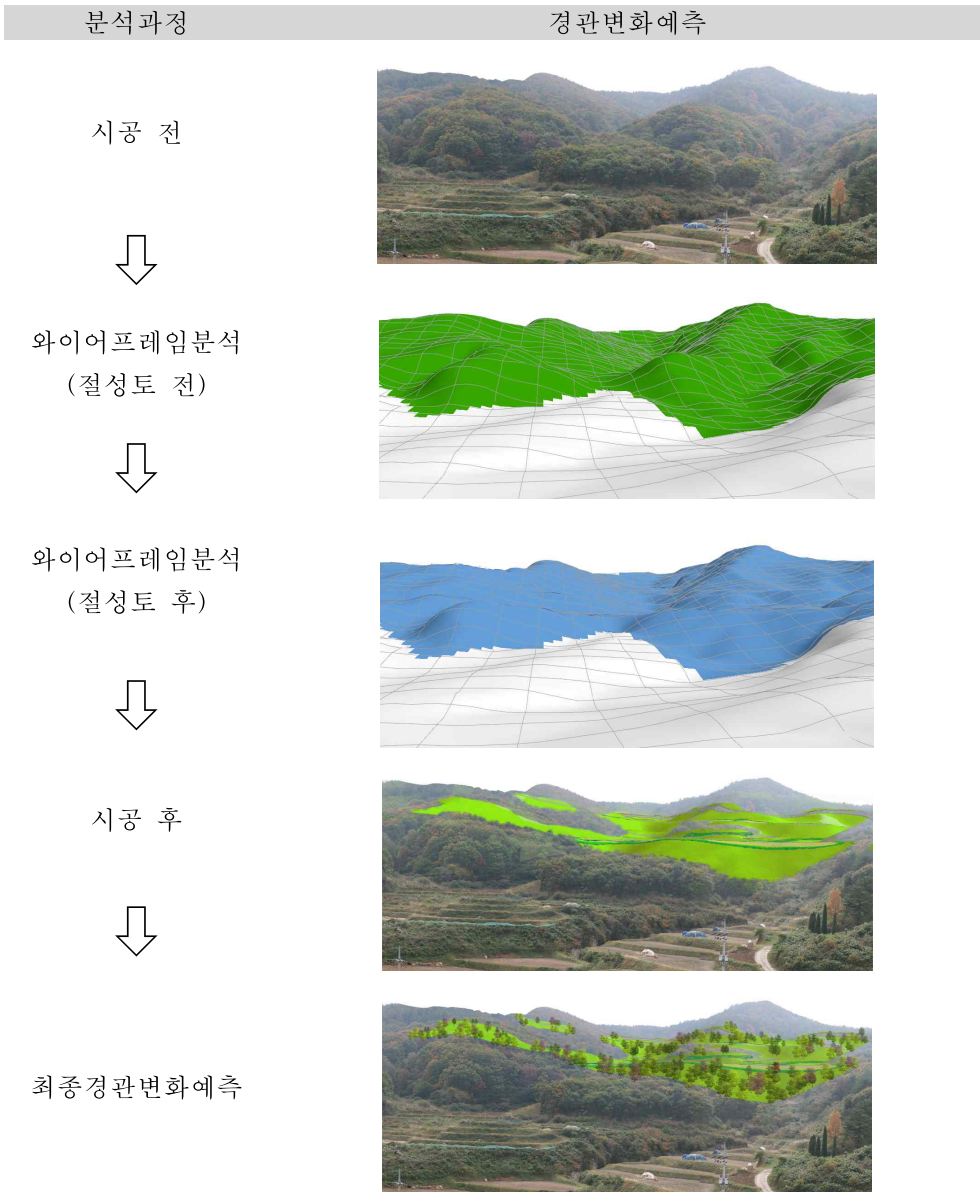 분석과정
경관변화예측
시공 전
와이어프레임분석
(절성토 전)
와이어프레임분석
(절성토 후)
시공 후
최종경관변화예측